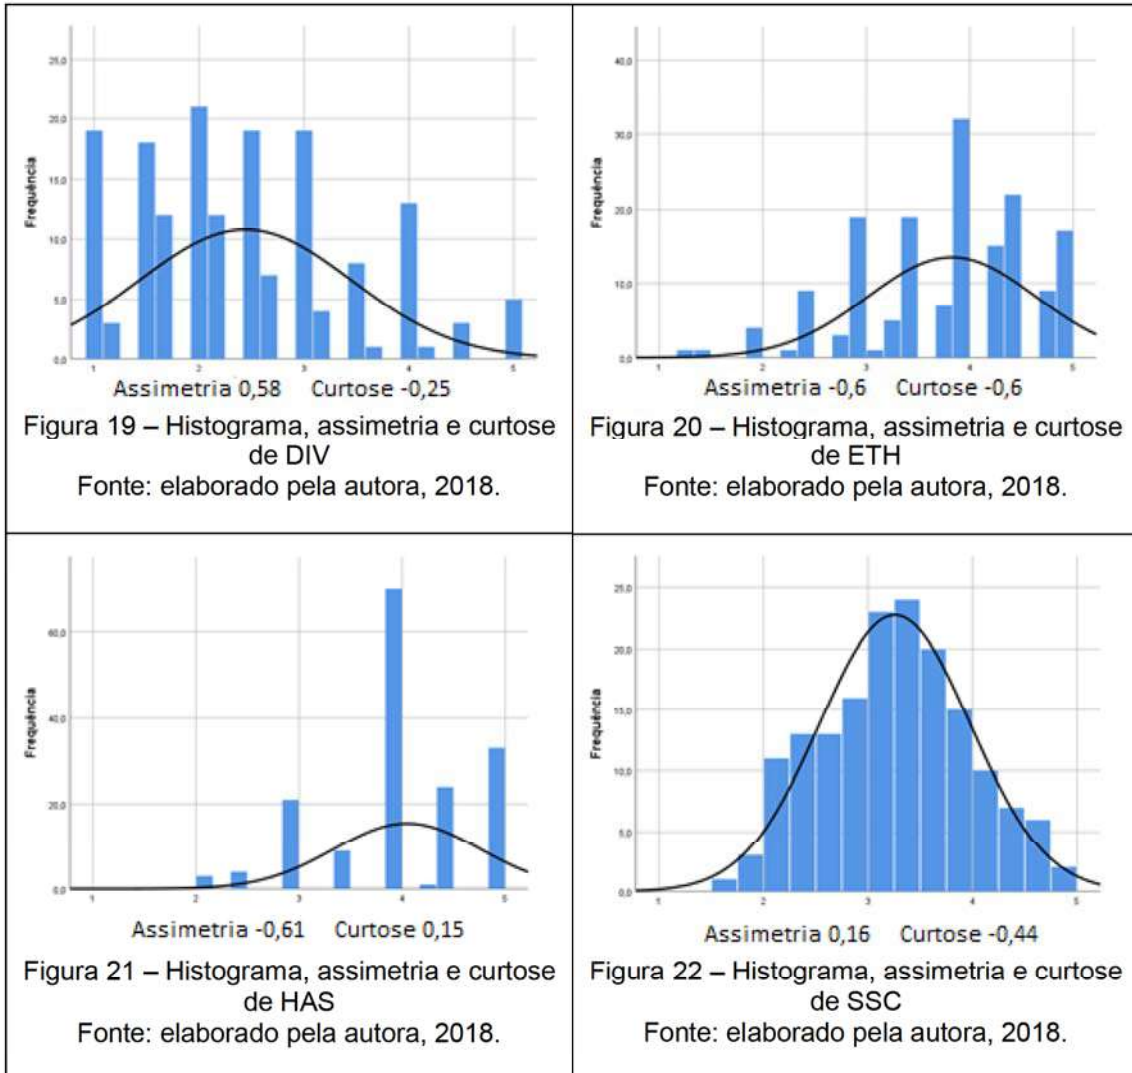 25,0
20,0
15,0
10,0
5,0
0,0
Frequência
1 2 3 4 5
Assimetria 0,58 Curtose -0,25
Figura 19 – Histograma, assimetria e curtose
de DIV
Fonte: elaborado pela autora, 2018.
40,0
30,0
20,0
10,0
0,0
Frequência
1 2 3 4 5
Assimetria -0,6 Curtose -0,6
Figura 20 – Histograma, assimetria e curtose
de ETH
Fonte: elaborado pela autora, 2018.
60,0
40,0
20,0
0,0
Frequência
1 2 3 4 5
Assimetria -0,61 Curtose 0,15
Figura 21 – Histograma, assimetria e curtose
de HAS
Fonte: elaborado pela autora, 2018.
25,0
20,0
15,0
10,0
5,0
0,0
Frequência
1 2 3 4 5
Assimetria 0,16 Curtose -0,44
Figura 22 – Histograma, assimetria e curtose
de SSC
Fonte: elaborado pela autora, 2018.